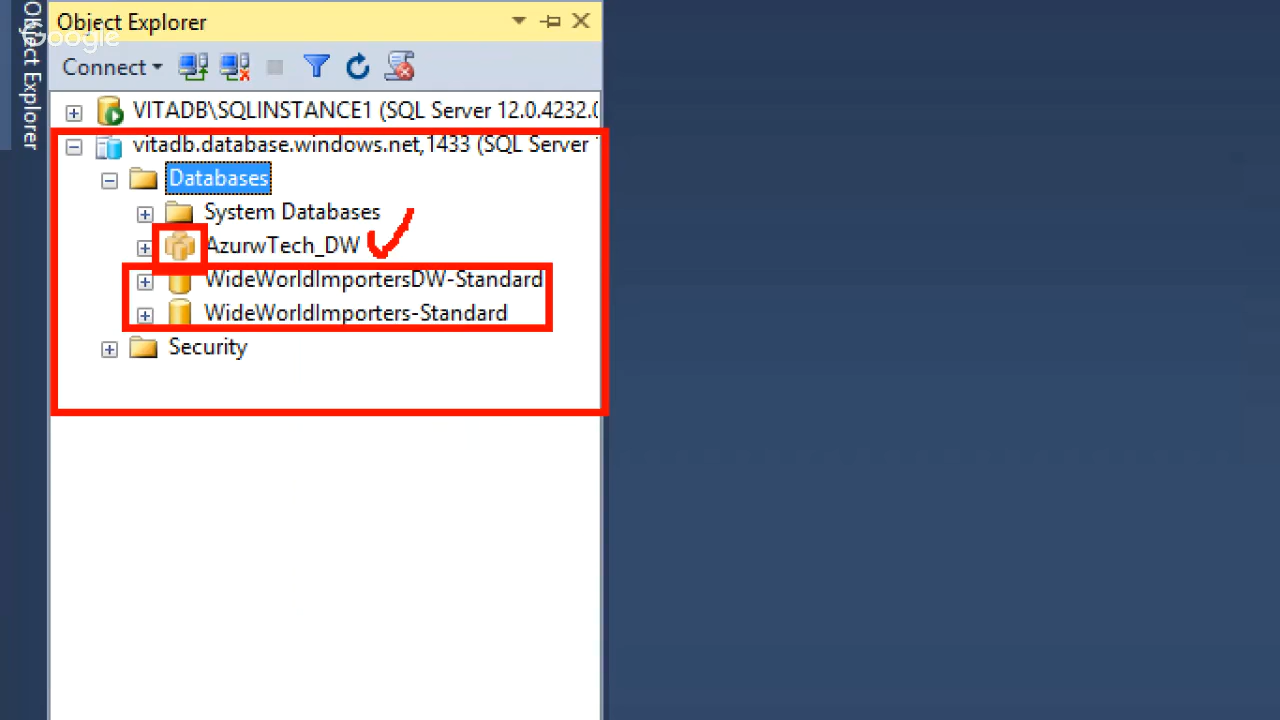 Object Explorer
Google
Object Explorer
Connect
VITADB\SQLINSTANCE1 (SQL Server 12.0.4232.0
vitadb.database.windows.net,1433 (SQL Server
Databases
System Databases
AzurwTech_DW
WideWorldImportersDW-Standard
WideWorldImporters-Standard
Security